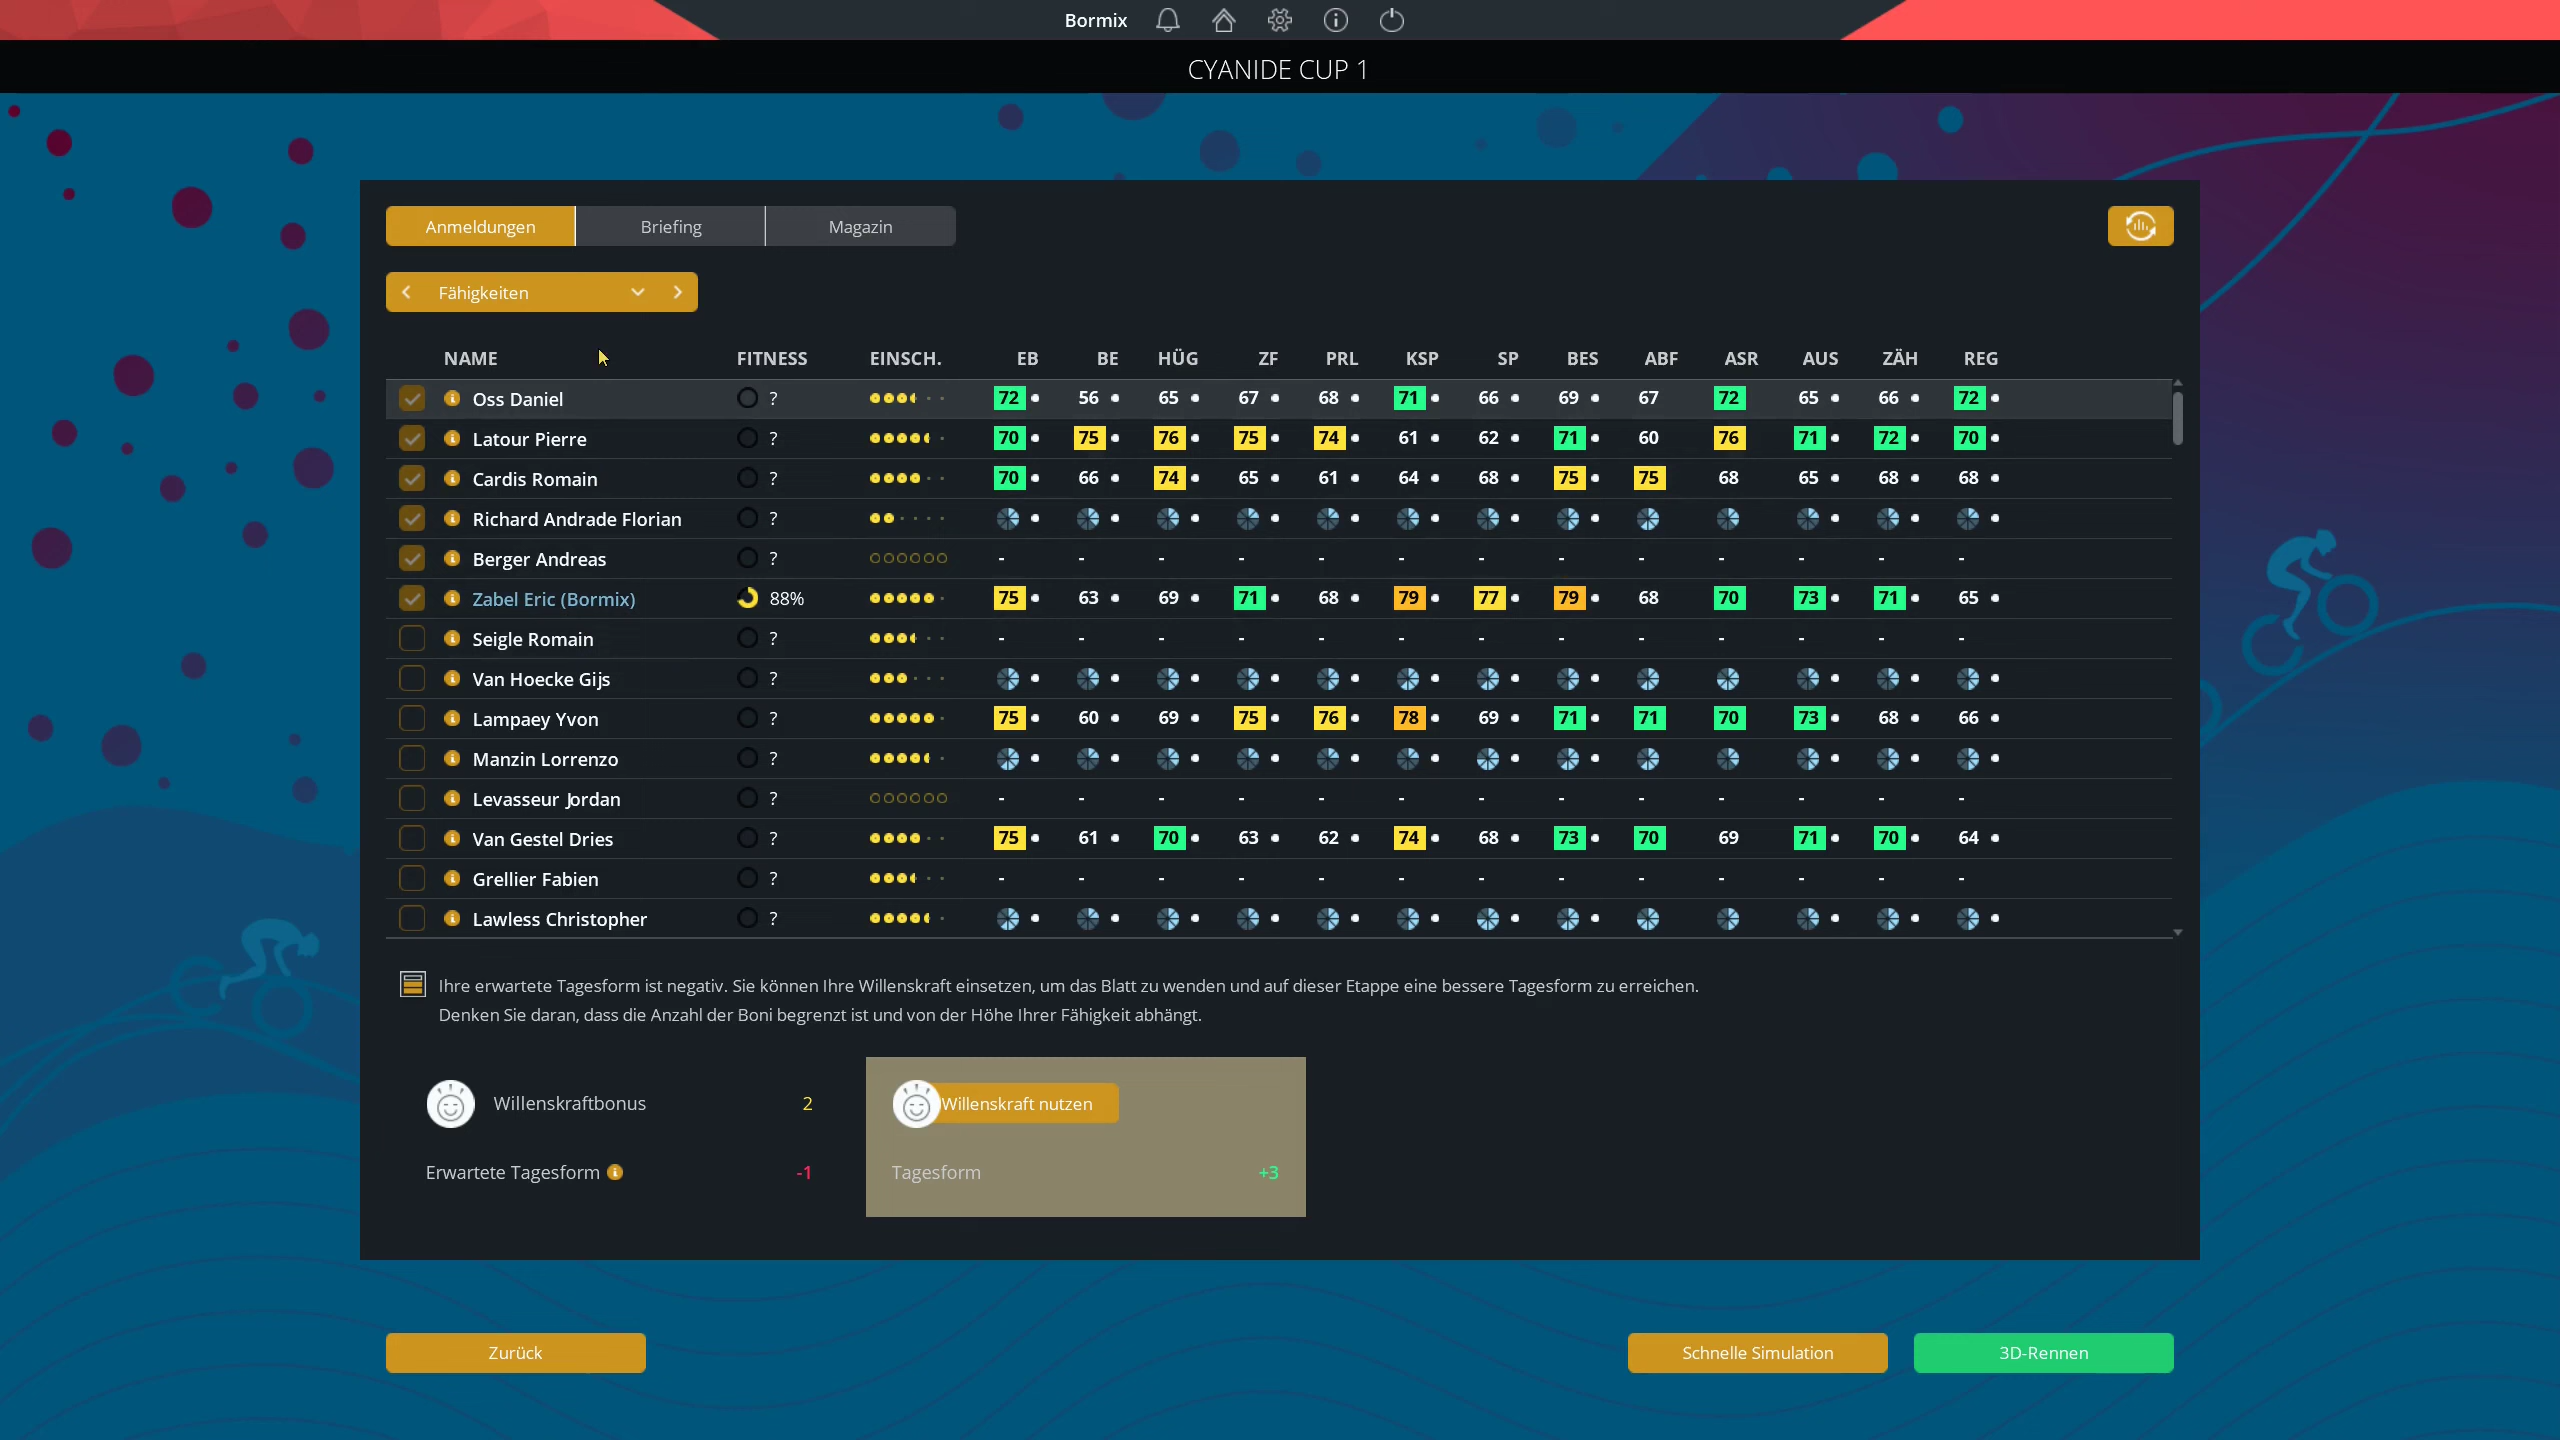 Bormix
CYANIDE CUP 1
Anmeldungen Briefing Magazin
Fähigkeiten
NAME FITNESS EINSCH. EB BE HÜG ZF PRL KSP SP BES ABF ASR AUS ZÄH REG
Oss Daniel ? 72 56 65 67 68 71 66 69 67 72 65 66 72
Latour Pierre ? 70 75 76 75 74 61 62 71 60 76 71 72 70
Cardis Romain ? 70 66 74 65 61 64 68 75 75 68 65 68 68
Richard Andrade Florian ?
Berger Andreas ? - - - - - - - - - - - - -
Zabel Eric (Bormix) 88% 75 63 69 71 68 79 77 79 68 70 73 71 65
Seigle Romain ? - - - - - - - - - - - - -
Van Hoecke Gijs ?
Lampaey Yvon ? 75 60 69 75 76 78 69 71 71 70 73 68 66
Manzin Lorrenzo ?
Levasseur Jordan ? - - - - - - - - - - - - -
Van Gestel Dries ? 75 61 70 63 62 74 68 73 70 69 71 70 64
Grellier Fabien ? - - - - - - - - - - - - -
Lawless Christopher ?
Ihre erwartete Tagesform ist negativ. Sie können Ihre Willenskraft einsetzen, um das Blatt zu wenden und auf dieser Etappe eine bessere Tagesform zu erreichen.
Denken Sie daran, dass die Anzahl der Boni begrenzt ist und von der Höhe Ihrer Fähigkeit abhängt.
Willenskraftbonus 2 Willenskraft nutzen
Erwartete Tagesform -1 Tagesform +3
Zurück Schnelle Simulation 3D-Rennen